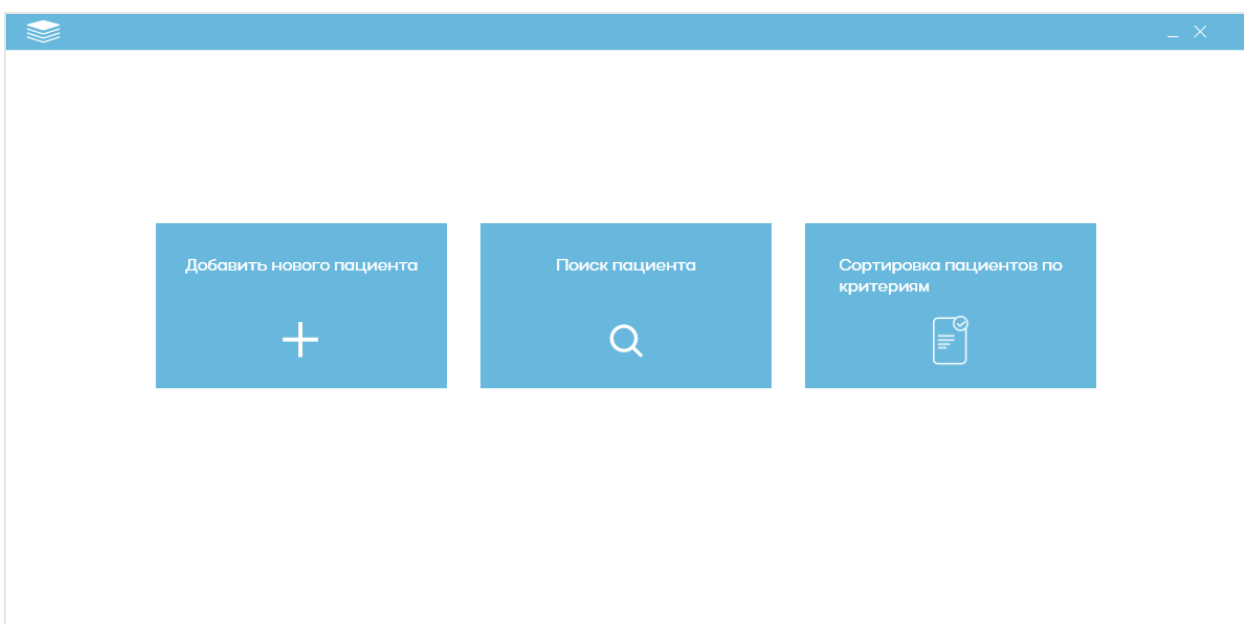 Добавить нового пациента
Поиск пациента
Сортировка пациентов по
критериям